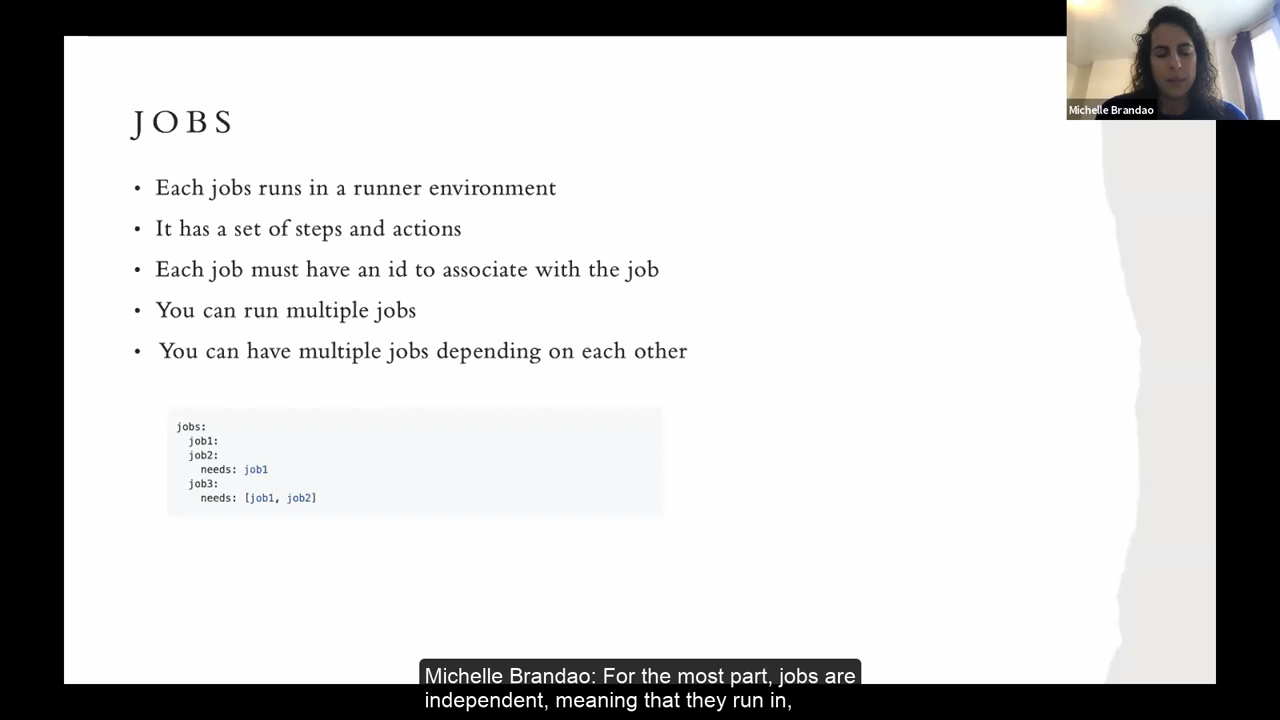 JOBS
• Each jobs runs in a runner environment
• It has a set of steps and actions
• Each job must have an id to associate with the job
• You can run multiple jobs
• You can have multiple jobs depending on each other
jobs:
  job1:
  job2:
    needs: job1
  job3:
    needs: [job1, job2]
Michelle Brandao
Michelle Brandao: For the most part, jobs are
independent, meaning that they run in,